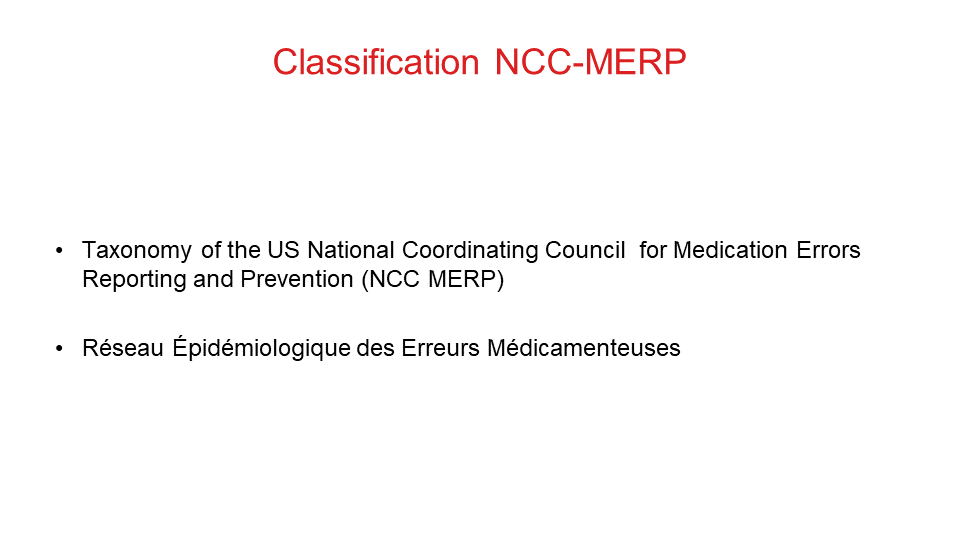 Classification NCC-MERP
• Taxonomy of the US National Coordinating Council  for Medication Errors
Reporting and Prevention (NCC MERP)
• Réseau Épidémiologique des Erreurs Médicamenteuses